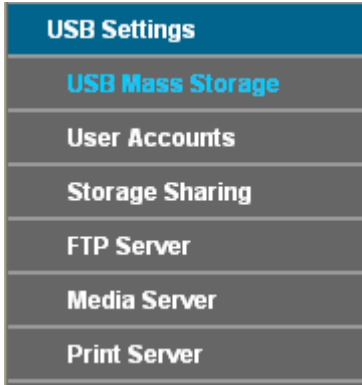 USB Settings
USB Mass Storage
User Accounts
Storage Sharing
FTP Server
Media Server
Print Server